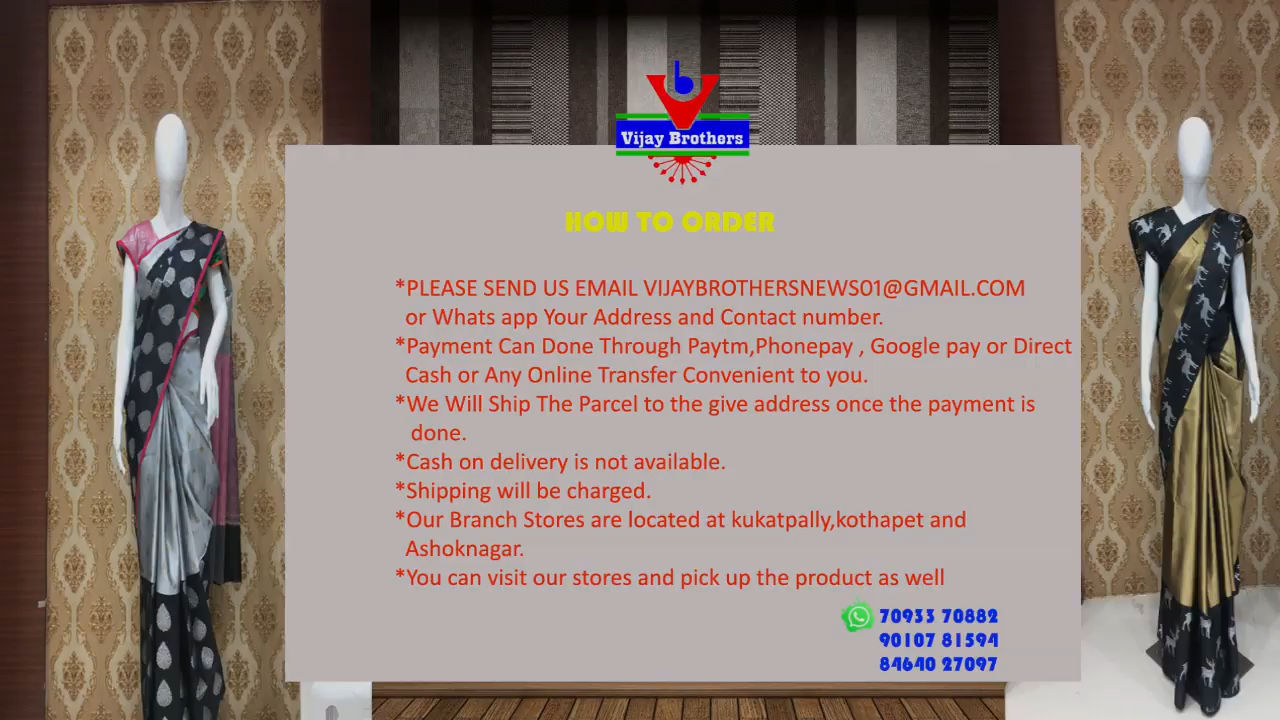 b
Vijay Brothers
HOW TO ORDER
*PLEASE SEND US EMAIL VIJAYBROTHERSNEWS01@GMAIL.COM
or Whats app Your Address and Contact number.
*Payment Can Done Through Paytm,Phonepay , Google pay or Direct
Cash or Any Online Transfer Convenient to you.
*We Will Ship The Parcel to the give address once the payment is
done.
*Cash on delivery is not available.
*Shipping will be charged.
*Our Branch Stores are located at kukatpally,kothapet and
Ashoknagar.
*You can visit our stores and pick up the product as well
70933 70882
90107 81594
84640 27097